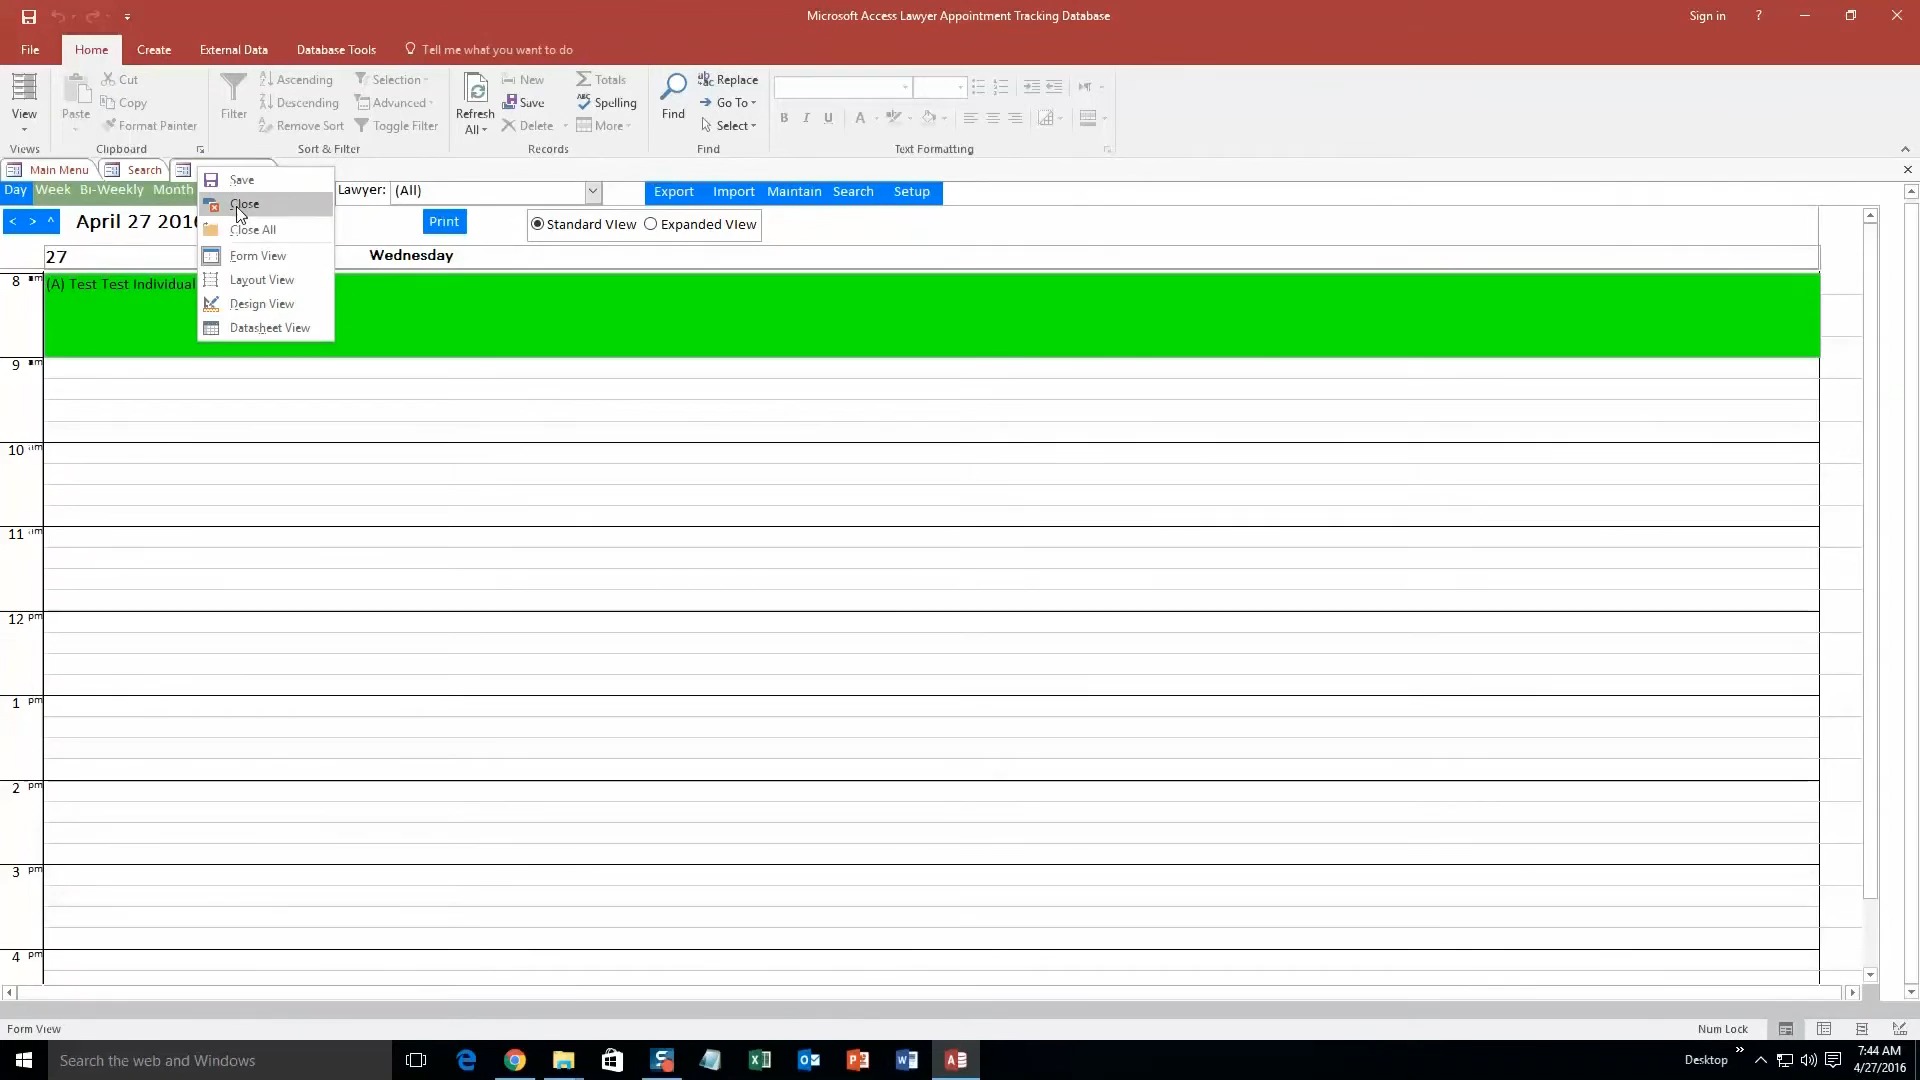 Microsoft Access Lawyer Appointment Tracking Database
Sign in ?
File Home Create External Data Database Tools Tell me what you want to do
View
Views
Paste
Cut
Copy
Format Painter
Clipboard
Filter
Ascending
Descending
Remove Sort
Selection
Advanced
Toggle Filter
Sort & Filter
Refresh
All
New
Save
Delete
Totals
Spelling
More
Records
Find
Replace
Go To
Select
Find
B I U A
Text Formatting
Main Menu Search
Day Week Bi-Weekly Month
Lawyer: (All)
Export Import Maintain Search Setup
< > ^ April 27 201
Print
Standard VIew Expanded VIew
Save
Close
Close All
Form View
Layout View
Design View
Datasheet View
27 Wednesday
8
(A) Test Test Individual
9
10
11
12 pm
1 pm
2 pm
3 pm
4 pm
Form View
Num Lock
Search the web and Windows
Desktop
7:44 AM
4/27/2016